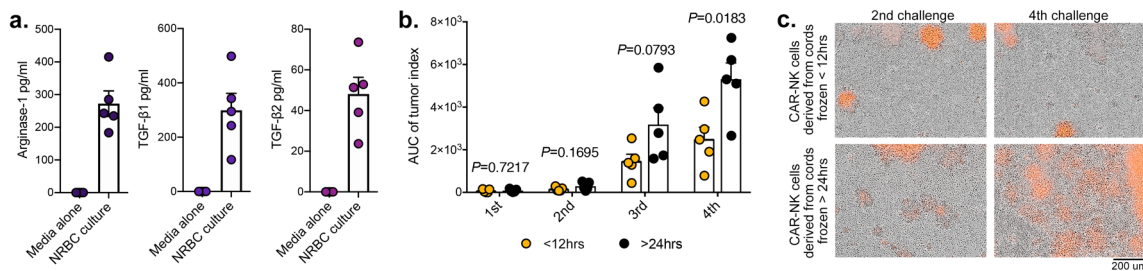 a.
Arginase-1 pg/ml
500
400
300
200
100
0
Media alone
NRBC culture
TGF-β1 pg/ml
600
400
200
0
Media alone
NRBC culture
TGF-β2 pg/ml
100
80
60
40
20
0
Media alone
NRBC culture
b.
AUC of tumor index
8×10³
6×10³
4×10³
2×10³
0
P=0.7217
P=0.1695
P=0.0793
P=0.0183
1st
2nd
3rd
4th
<12hrs
>24hrs
c.
2nd challenge
4th challenge
CAR-NK cells
derived from cords
frozen < 12hrs
CAR-NK cells
derived from cords
frozen > 24hrs
200 um